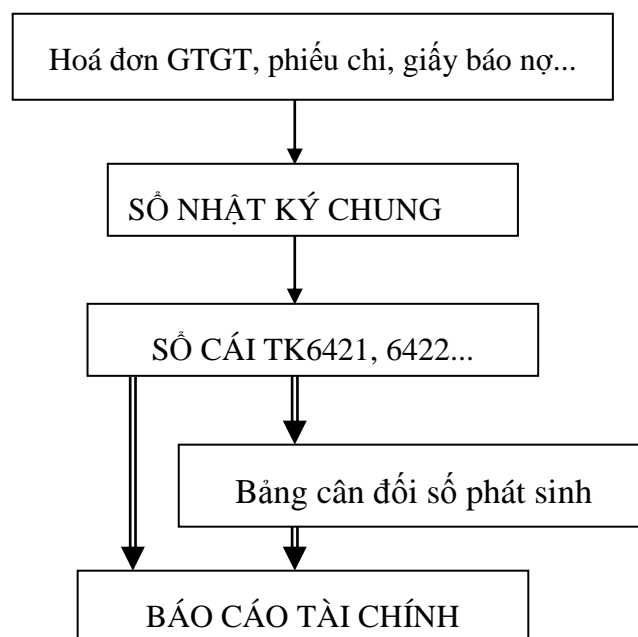 Hoá đơn GTGT, phiếu chi, giấy báo nợ...
SỔ NHẬT KÝ CHUNG
SỔ CÁI TK6421, 6422...
Bảng cân đối số phát sinh
BÁO CÁO TÀI CHÍNH